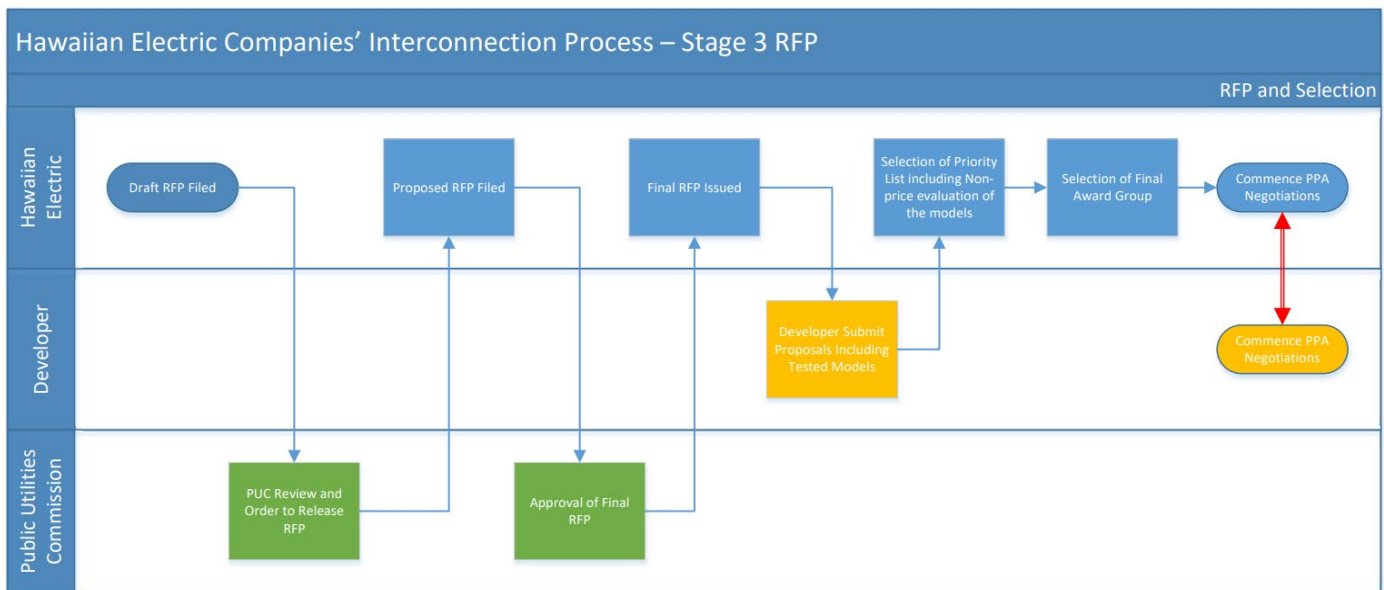 Hawaiian Electric Companies’ Interconnection Process – Stage 3 RFP
RFP and Selection
Hawaiian
Electric
Draft RFP Filed
Proposed RFP Filed
Final RFP Issued
Selection of Priority
List including Non-
price evaluation of
the models
Selection of Final
Award Group
Commence PPA
Negotiations
Developer
Developer Submit
Proposals Including
Tested Models
Commence PPA
Negotiations
Public Utilities
Commission
PUC Review and
Order to Release
RFP
Approval of Final
RFP